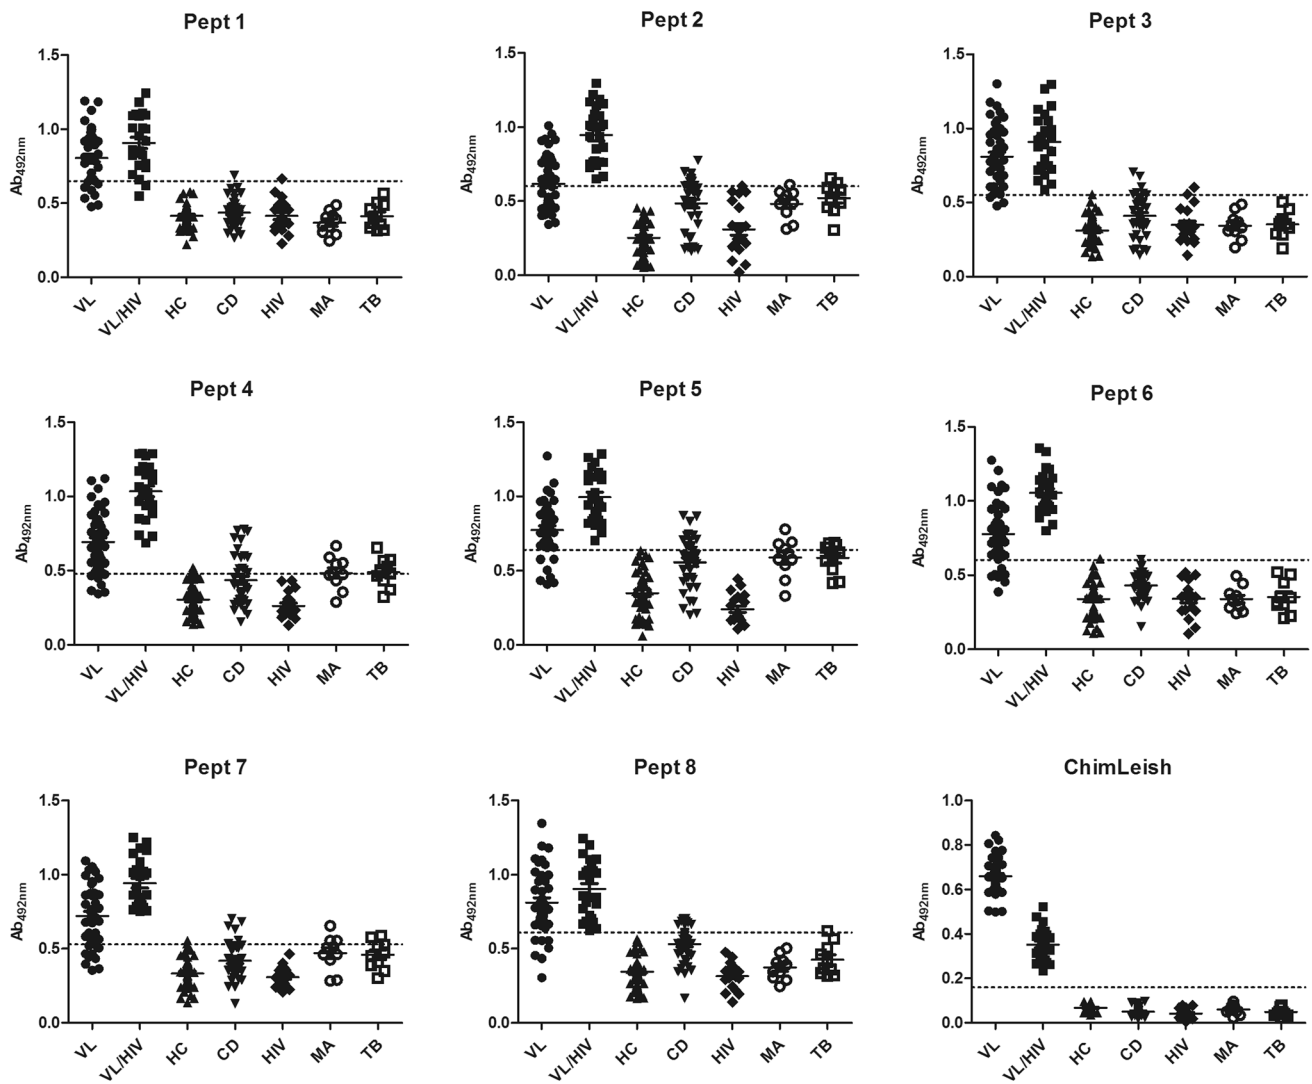 Pept 1
1.5
1.0
0.5
0.0
Ab492nm
VL
VL/HIV
HC
CD
HIV
MA
TB
Pept 2
1.5
1.0
0.5
0.0
Ab492nm
VL
VL/HIV
HC
CD
HIV
MA
TB
Pept 3
1.5
1.0
0.5
0.0
Ab492nm
VL
VL/HIV
HC
CD
HIV
MA
TB
Pept 4
1.5
1.0
0.5
0.0
Ab492nm
VL
VL/HIV
HC
CD
HIV
MA
TB
Pept 5
1.5
1.0
0.5
0.0
Ab492nm
VL
VL/HIV
HC
CD
HIV
MA
TB
Pept 6
1.5
1.0
0.5
0.0
Ab492nm
VL
VL/HIV
HC
CD
HIV
MA
TB
Pept 7
1.5
1.0
0.5
0.0
Ab492nm
VL
VL/HIV
HC
CD
HIV
MA
TB
Pept 8
1.5
1.0
0.5
0.0
Ab492nm
VL
VL/HIV
HC
CD
HIV
MA
TB
ChimLeish
1.0
0.8
0.6
0.4
0.2
0.0
Ab492nm
VL
VL/HIV
HC
CD
HIV
MA
TB